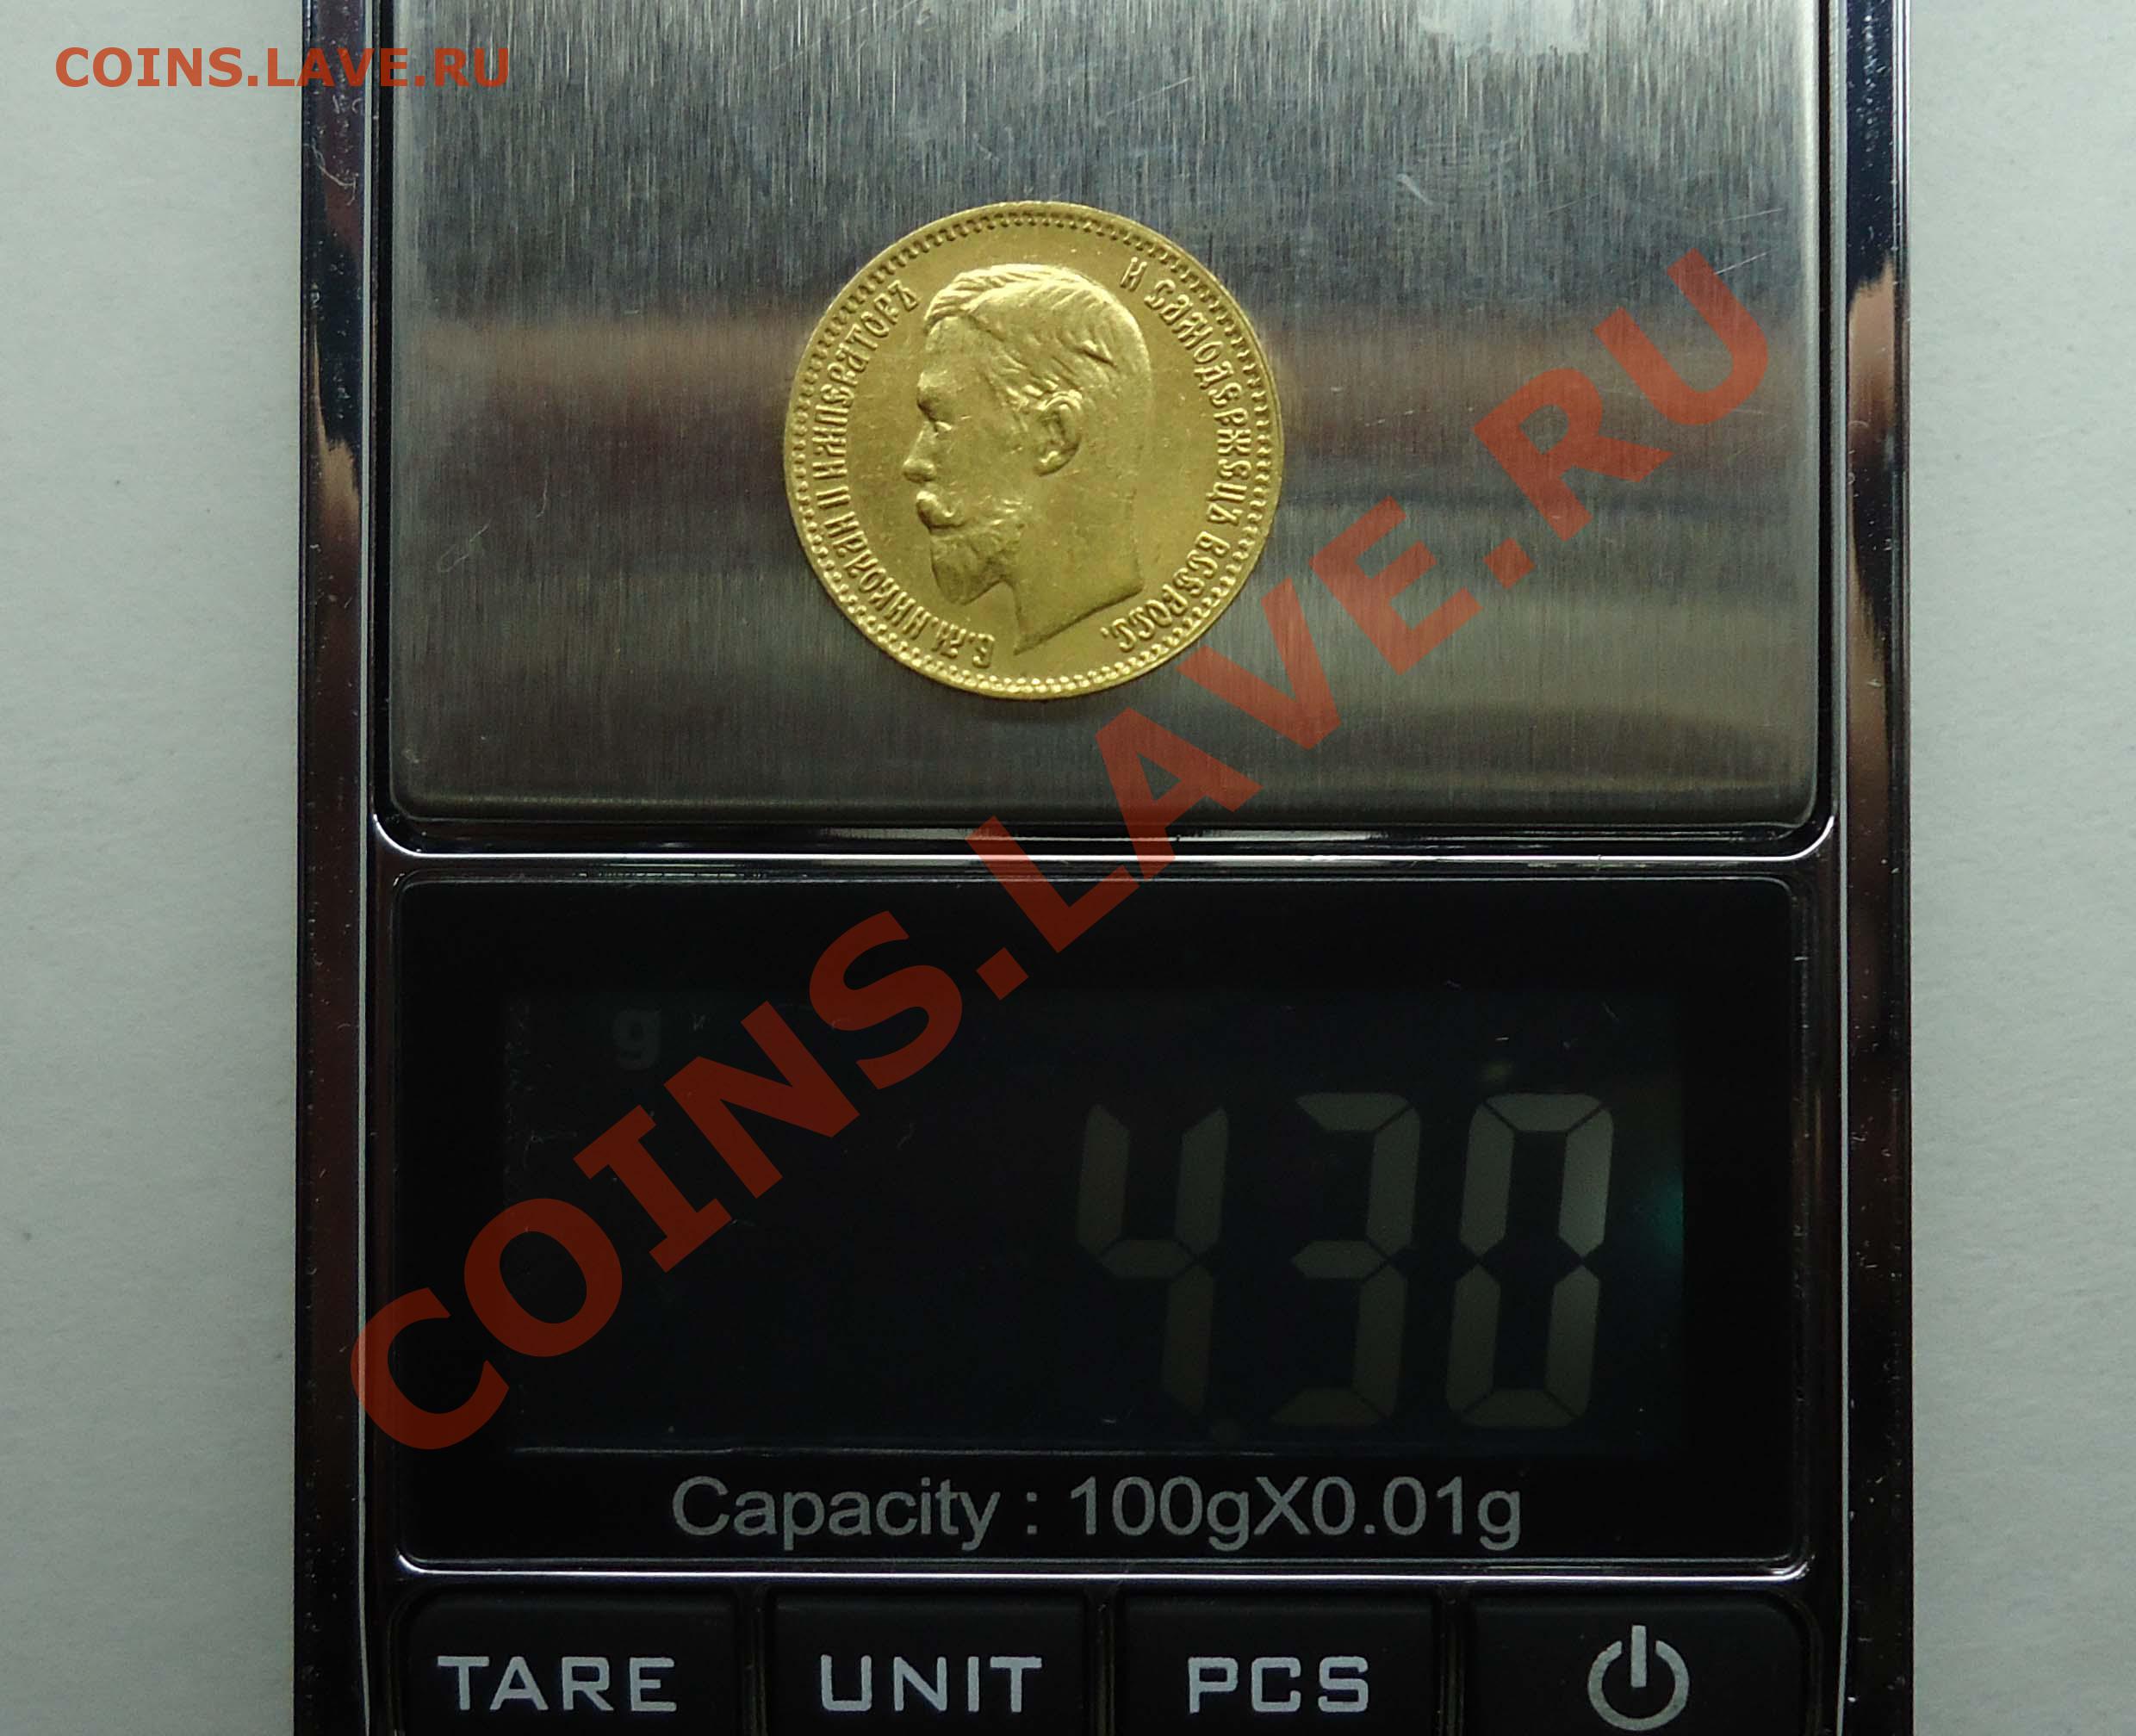 COINS.LAVE.RU
Б.М. НИКОЛАЙ II ИМПЕРАТОРЪ
И САМОДЕРЖЕЦЪ ВСЕРОСС.
COINS.LAVE.RU
g
4.30
Capacity : 100gX0.01g
TARE UNIT PCS